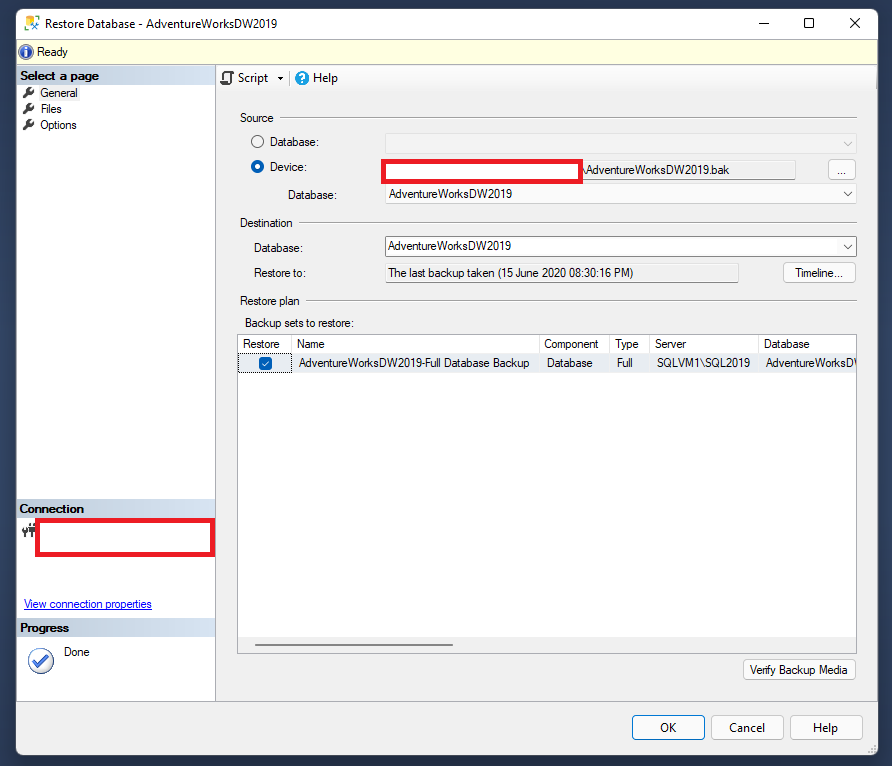 Restore Database - AdventureWorksDW2019
Ready
Select a page
General
Files
Options
Script
Help
Source
Database:
Device:
\AdventureWorksDW2019.bak
...
Database:
AdventureWorksDW2019
Destination
Database:
AdventureWorksDW2019
Restore to:
The last backup taken (15 June 2020 08:30:16 PM)
Timeline...
Restore plan
Backup sets to restore:
Restore Name Component Type Server Database
AdventureWorksDW2019-Full Database Backup Database Full SQLVM1\SQL2019 AdventureWorksDW
Connection
View connection properties
Progress
Done
Verify Backup Media
OK
Cancel
Help